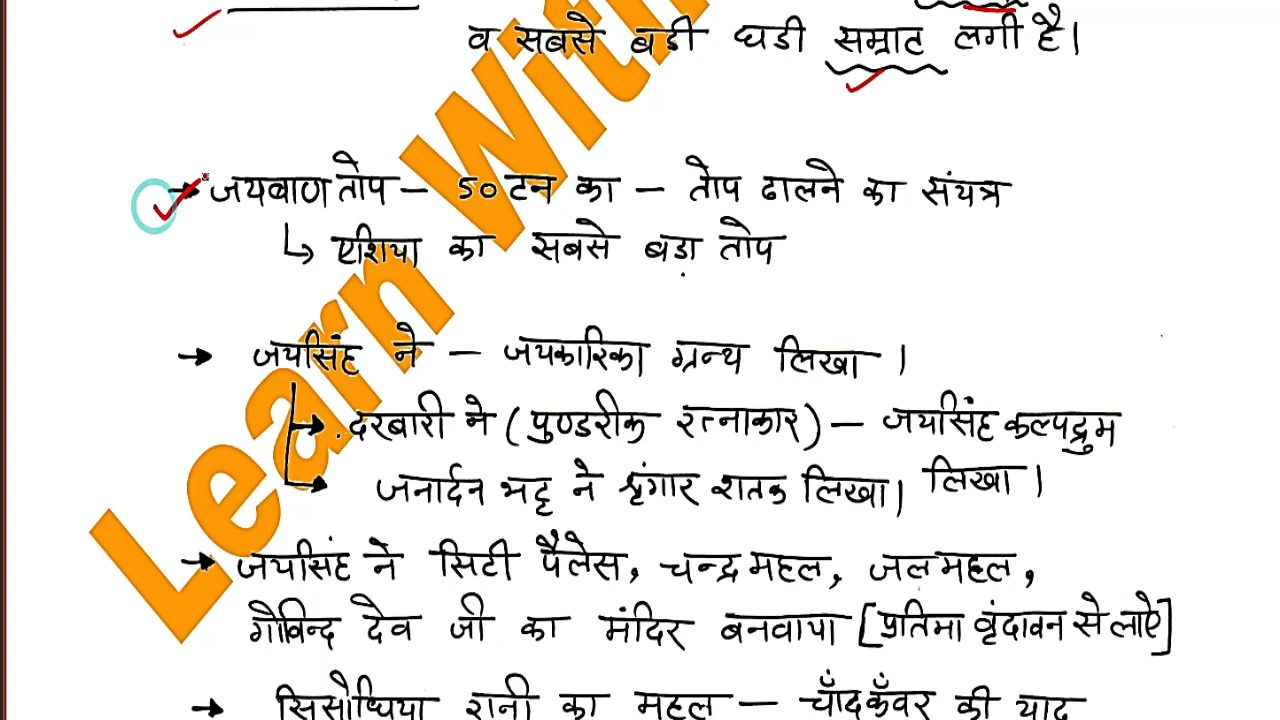 व सबसे बडी घडी सम्राट लगी है।
→ जयबाण तोप - 50 टन का - तोप ढालने का संयत्र
↳ एशिया का सबसे बड़ा तोप
→ जयसिंह ने - जयकारिका ग्रन्थ लिखा ।
→ दरबारी ने (पुण्डरीक रत्नाकार) - जयसिंह कल्पद्रुम
→ जनार्दन भट्ट ने श्रृंगार शतक लिखा। लिखा ।
→ जयसिंह ने सिटी पैलेस, चन्द्र महल, जल महल,
गोविन्द देव जी का मंदिर बनवाया [प्रतिमा वृंदावन से लाऐ]
→ सिसोधिया रानी का महल - चाँदकँवर की याद
Learn With